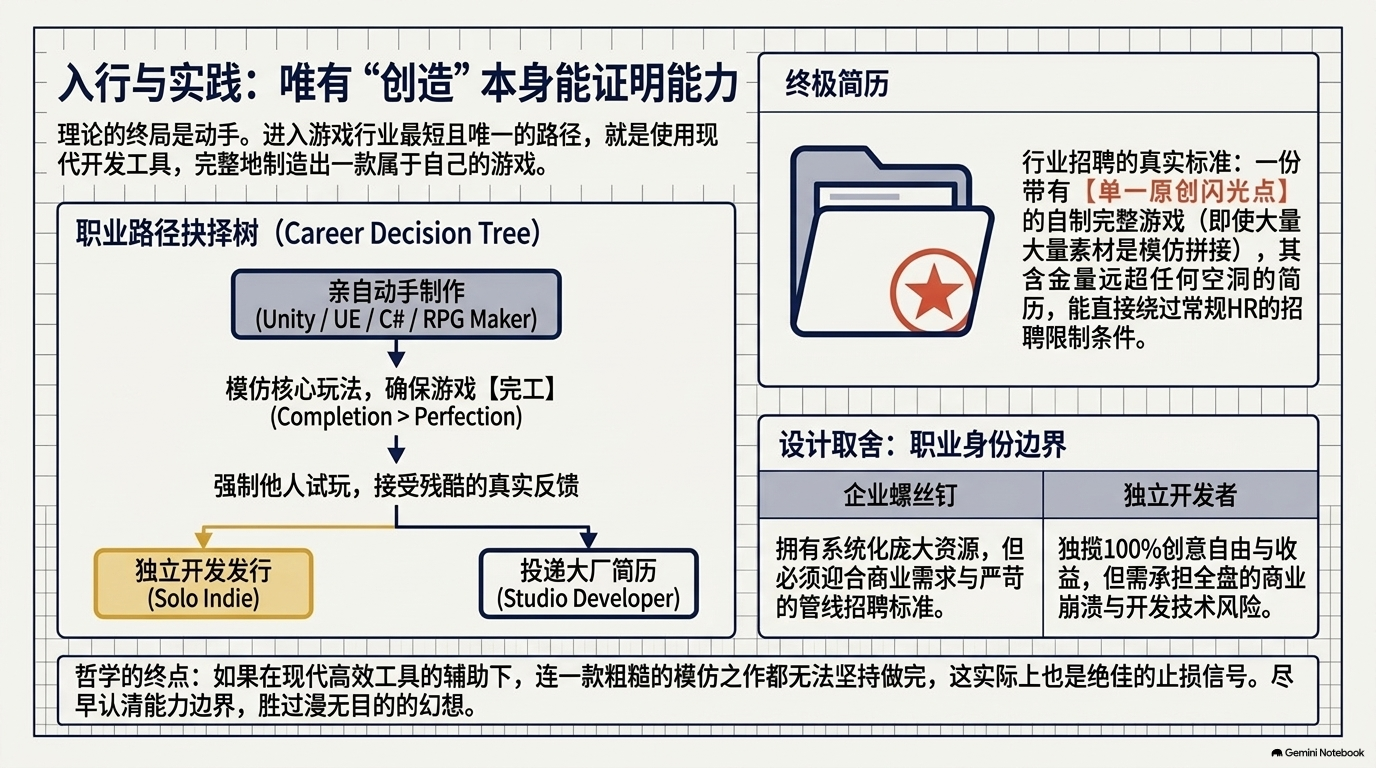 入行与实践：唯有“创造”本身能证明能力
理论的终局是动手。进入游戏行业最短且唯一的路径，就是使用现
代开发工具，完整地制造出一款属于自己的游戏。
职业路径抉择树（Career Decision Tree）
亲自动手制作
(Unity / UE / C# / RPG Maker)
模仿核心玩法，确保游戏【完工】
(Completion > Perfection)
强制他人试玩，接受残酷的真实反馈
独立开发发行
(Solo Indie)
投递大厂简历
(Studio Developer)
终极简历
行业招聘的真实标准：一份
带有【单一原创闪光点】
的自制完整游戏（即使大量
大量素材是模仿拼接），其
含金量远超任何空洞的简
历，能直接绕过常规HR的招
聘限制条件。
设计取舍：职业身份边界
企业螺丝钉
独立开发者
拥有系统化庞大资源，但
必须迎合商业需求与严苛
的管线招聘标准。
独揽100%创意自由与收
益，但需承担全盘的商业
崩溃与开发技术风险。
哲学的终点：如果在现代高效工具的辅助下，连一款粗糙的模仿之作都无法坚持做完，这实际上也是绝佳的止损信号。尽
早认清能力边界，胜过漫无目的的幻想。
Gemini Notebook